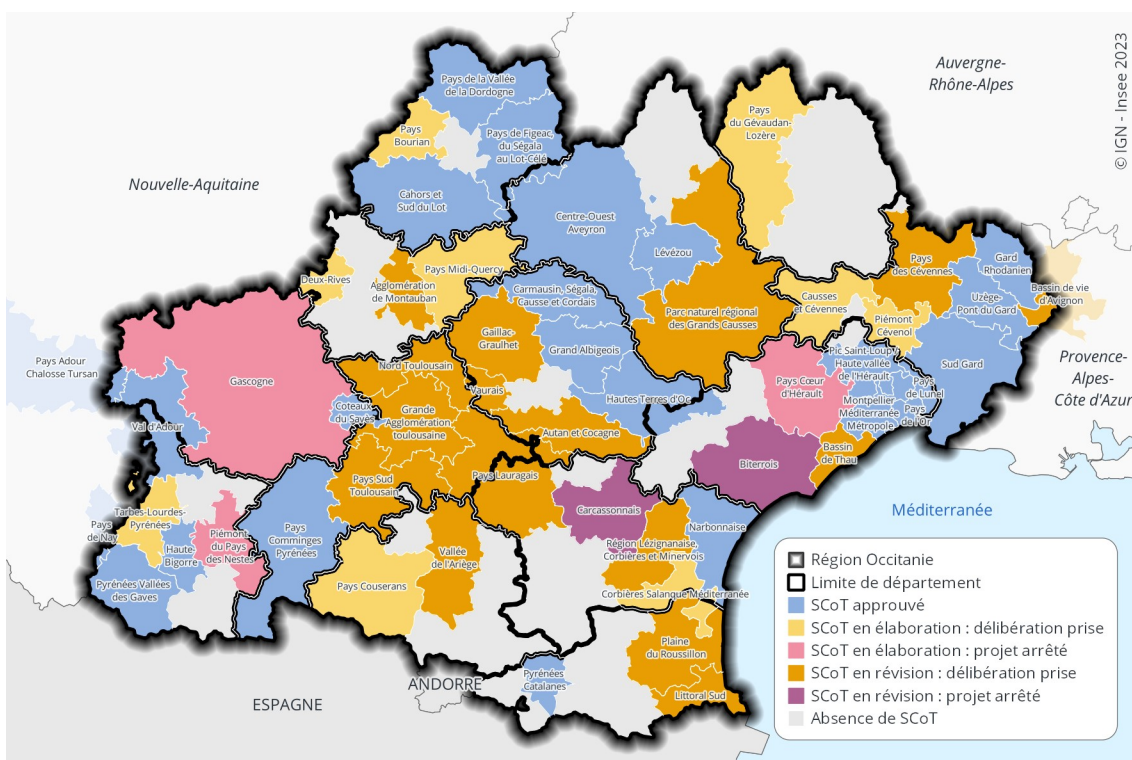 Auvergne-
Rhône-Alpes
© IGN - Insee 2023
Nouvelle-Aquitaine
Pays de la Vallée
de la Dordogne
Pays
Bourian
Pays de Figeac,
du Ségala
au Lot-Célé
Cahors et
Sud du Lot
Pays
du Gévaudan-
Lozère
Centre-Ouest
Aveyron
Lévézou
Deux-Rives
Agglomération
de Montauban
Pays Midi-Quercy
Carmausin, Ségala,
Causse et Cordais
Parc naturel régional
des Grands Causses
Causses
et Cévennes
Pays
des Cévennes
Piémont
Cévenol
Gard
Rhodanien
Uzège-
Pont du Gard
Bassin de vie
d'Avignon
Sud Gard
Provence-
Alpes-
Côte d'Azur
Pays Adour
Chalosse Tursan
Gascogne
Val d'Adour
Coteaux
du Savès
Nord Toulousain
Grande
Agglomération
toulousaine
Gaillac-
Graulhet
Grand Albigeois
Vaurais
Hautes Terres d'Oc
Autan et Cocagne
Pays Cœur
d'Hérault
Pic Saint-Loup
Haute vallée
de l'Hérault
Montpellier
Méditerranée
Métropole
Pays
de Lunel
Pays
de l'Or
Bassin
de Thau
Biterrois
Pays Sud
Toulousain
Pays Lauragais
Carcassonnais
Narbonnaise
Région Lézignanaise,
Corbières et Minervois
Corbières Salanque Méditerranée
Pays
de Nay
Tarbes-Lourdes-
Pyrénées
Haute-
Bigorre
Piémont
du Pays
des Nestes
Pyrénées Vallées
des Gaves
Pays
Comminges
Pyrénées
Pays Couserans
Vallée
de l'Ariège
Plaine
du Roussillon
Littoral Sud
Pyrénées
Catalanes
ANDORRE
ESPAGNE
Méditerranée
Région Occitanie
Limite de département
SCoT approuvé
SCoT en élaboration : délibération prise
SCoT en élaboration : projet arrêté
SCoT en révision : délibération prise
SCoT en révision : projet arrêté
Absence de SCoT